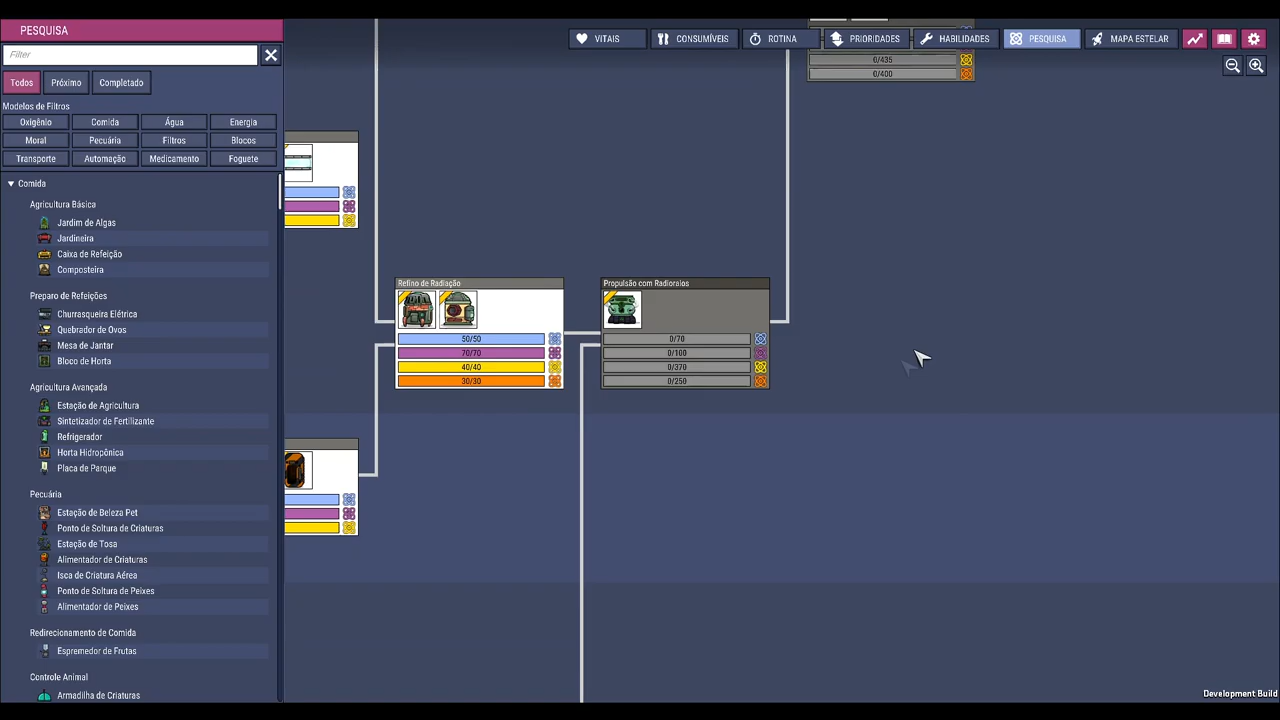 PESQUISA
Filter
Todos Próximo Completado
Modelos de Filtros
Oxigênio Comida Água Energia
Moral Pecuária Filtros Blocos
Transporte Automação Medicamento Foguete
Comida
Agricultura Básica
Jardim de Algas
Jardineira
Caixa de Refeição
Composteira
Preparo de Refeições
Churrasqueira Elétrica
Quebrador de Ovos
Mesa de Jantar
Bloco de Horta
Agricultura Avançada
Estação de Agricultura
Sintetizador de Fertilizante
Refrigerador
Horta Hidropônica
Placa de Parque
Pecuária
Estação de Beleza Pet
Ponto de Soltura de Criaturas
Estação de Tosa
Alimentador de Criaturas
Isca de Criatura Aérea
Ponto de Soltura de Peixes
Alimentador de Peixes
Redirecionamento de Comida
Espremedor de Frutas
Controle Animal
Armadilha de Criaturas
VITAIS CONSUMÍVEIS ROTINA PRIORIDADES HABILIDADES PESQUISA MAPA ESTELAR
0/435
0/400
Refino de Radiação
50/50
70/70
40/40
30/30
Propulsão com Radioraios
0/70
0/100
0/370
0/250
Development Build